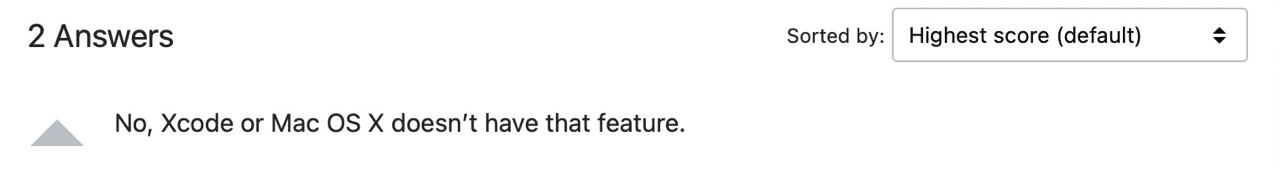 2 Answers
Sorted by: Highest score (default)
No, Xcode or Mac OS X doesn’t have that feature.